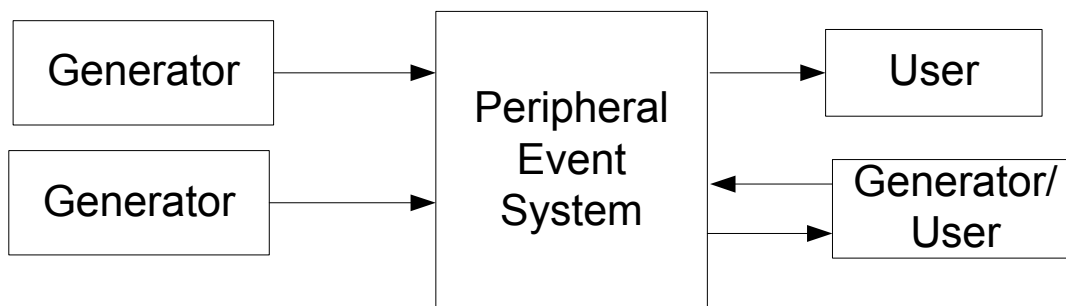 Generator
Generator
Peripheral
Event
System
User
Generator/
User